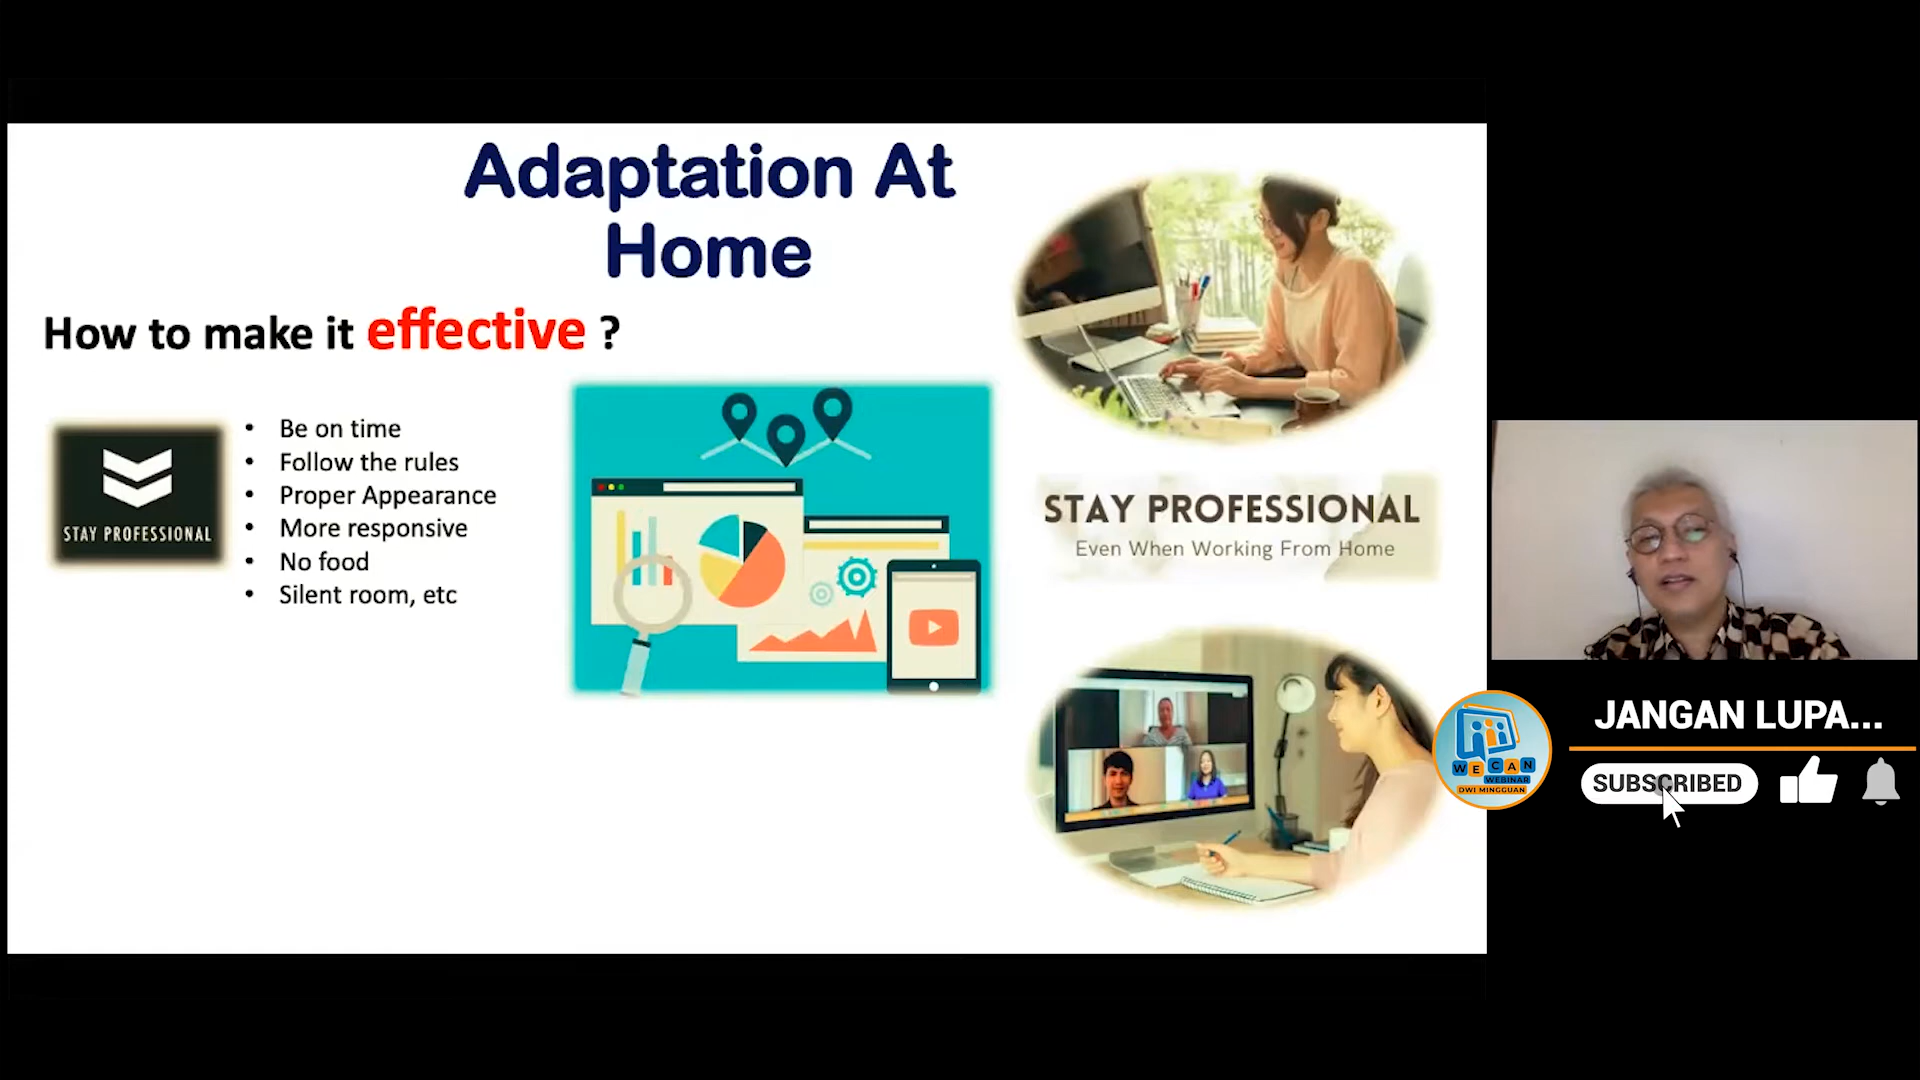 Adaptation At
Home
How to make it effective ?
STAY PROFESSIONAL
• Be on time
• Follow the rules
• Proper Appearance
• More responsive
• No food
• Silent room, etc
STAY PROFESSIONAL
Even When Working From Home
WE CAN
WEBINAR
DWI MINGGUAN
JANGAN LUPA...
SUBSCRIBED